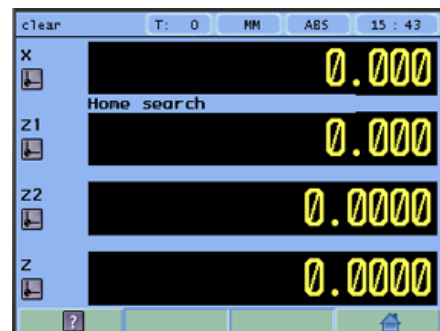 clear T: 0 MM ABS 15 : 43
X 0.000
Home search
Z1 0.000
Z2 0.0000
Z 0.0000
?